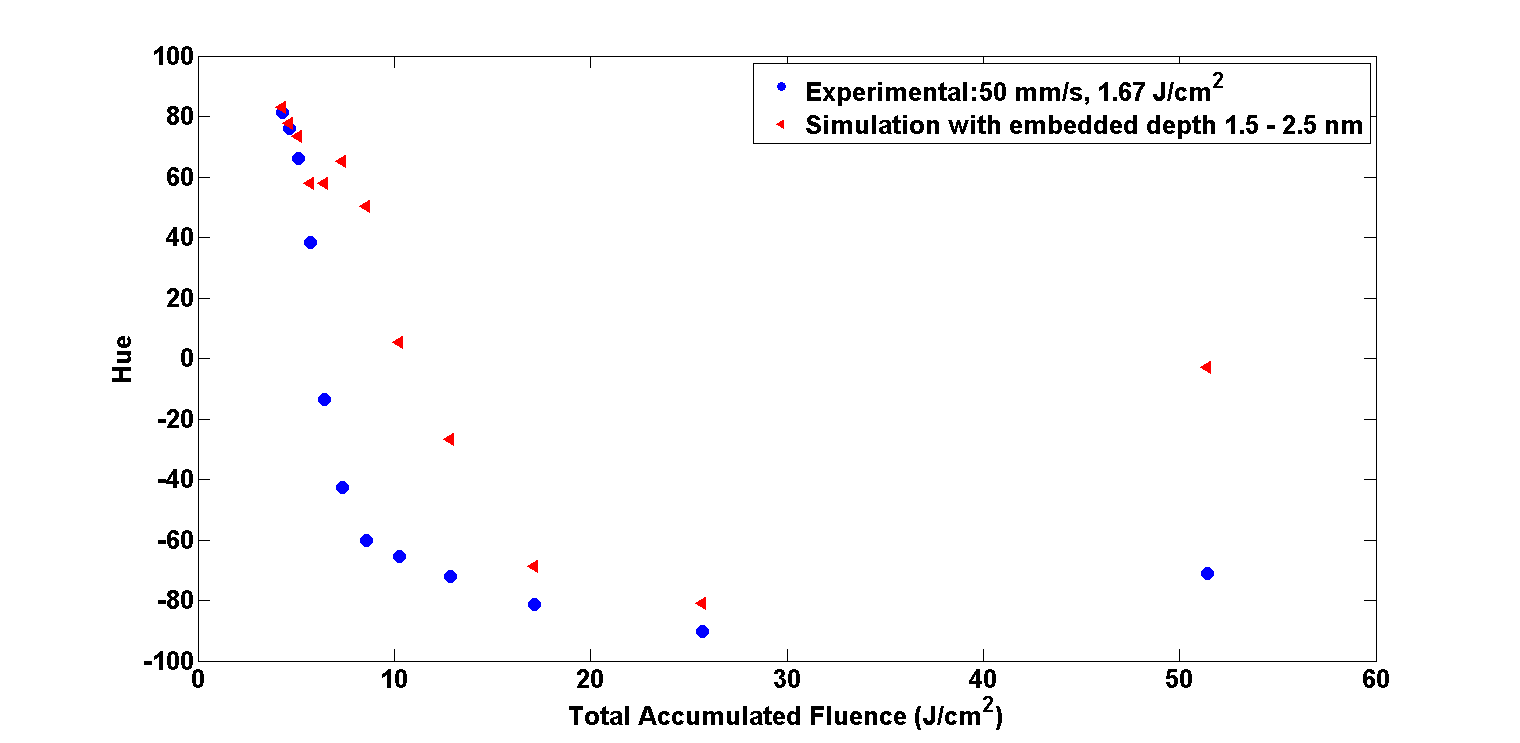 100
80
60
40
20
0
-20
-40
-60
-80
-100
Hue
Experimental:50 mm/s, 1.67 J/cm²
Simulation with embedded depth 1.5 - 2.5 nm
0 10 20 30 40 50 60
Total Accumulated Fluence (J/cm²)